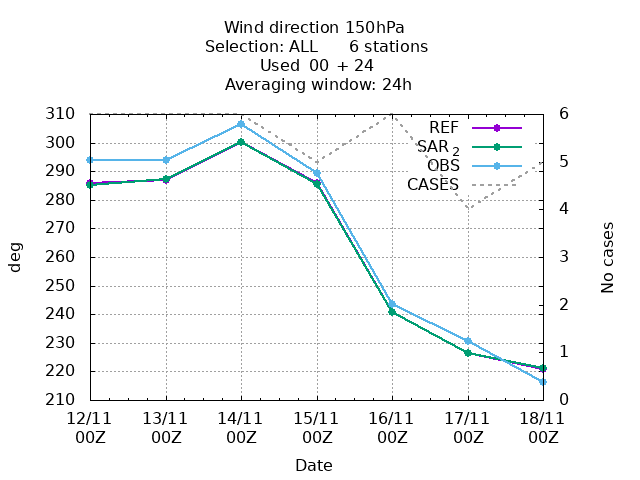 Wind direction 150hPa
Selection: ALL      6 stations
Used  00 + 24
Averaging window: 24h
310
300
290
280
270
260
250
240
230
220
210
deg
6
5
4
3
2
1
0
No cases
REF
SAR 2
OBS
CASES
12/11 13/11 14/11 15/11 16/11 17/11 18/11
00Z 00Z 00Z 00Z 00Z 00Z 00Z
Date